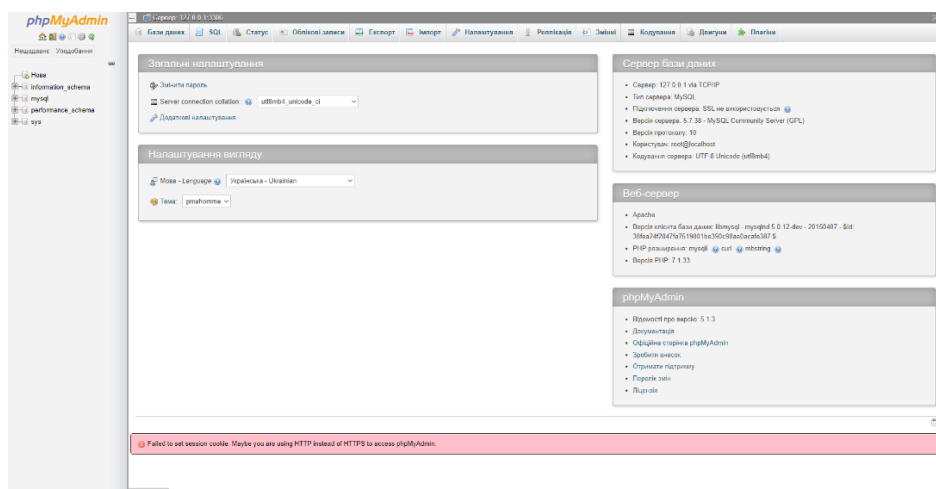 phpMyAdmin
Нещодавнє Улюблені
Нова
information_schema
mysql
performance_schema
sys
Сервер: 127.0.0.1:3306
Бази даних SQL Статус Облікові записи Експорт Імпорт Налаштування Реплікація Змінні Кодування Двигуни Плагіни
Загальні налаштування
Змінити пароль
Server connection collation: utf8mb4_unicode_ci
Додаткові налаштування
Налаштування вигляду
Мова - Language Українська - Ukrainian
Тема: pmahomme
Сервер бази даних
Сервер: 127.0.0.1 via TCP/IP
Тип сервера: MySQL
Підключення сервера: SSL не використовується
Версія сервера: 5.7.38 - MySQL Community Server (GPL)
Версія протоколу: 10
Користувач: root@localhost
Кодування сервера: UTF-8 Unicode (utf8mb4)
Веб-сервер
Apache
Версія клієнта бази даних: libmysql - mysqlnd 5.0.12-dev - 20150407 - $Id:
PHP розширення: mysqli curl mbstring
Версія PHP: 7.1.33
phpMyAdmin
Відомості про версію: 5.1.3
Документація
Офіційна сторінка phpMyAdmin
Зробити внесок
Отримати підтримку
Перелік змін
Ліцензія
Failed to set session cookie. Maybe you are using HTTP instead of HTTPS to access phpMyAdmin.